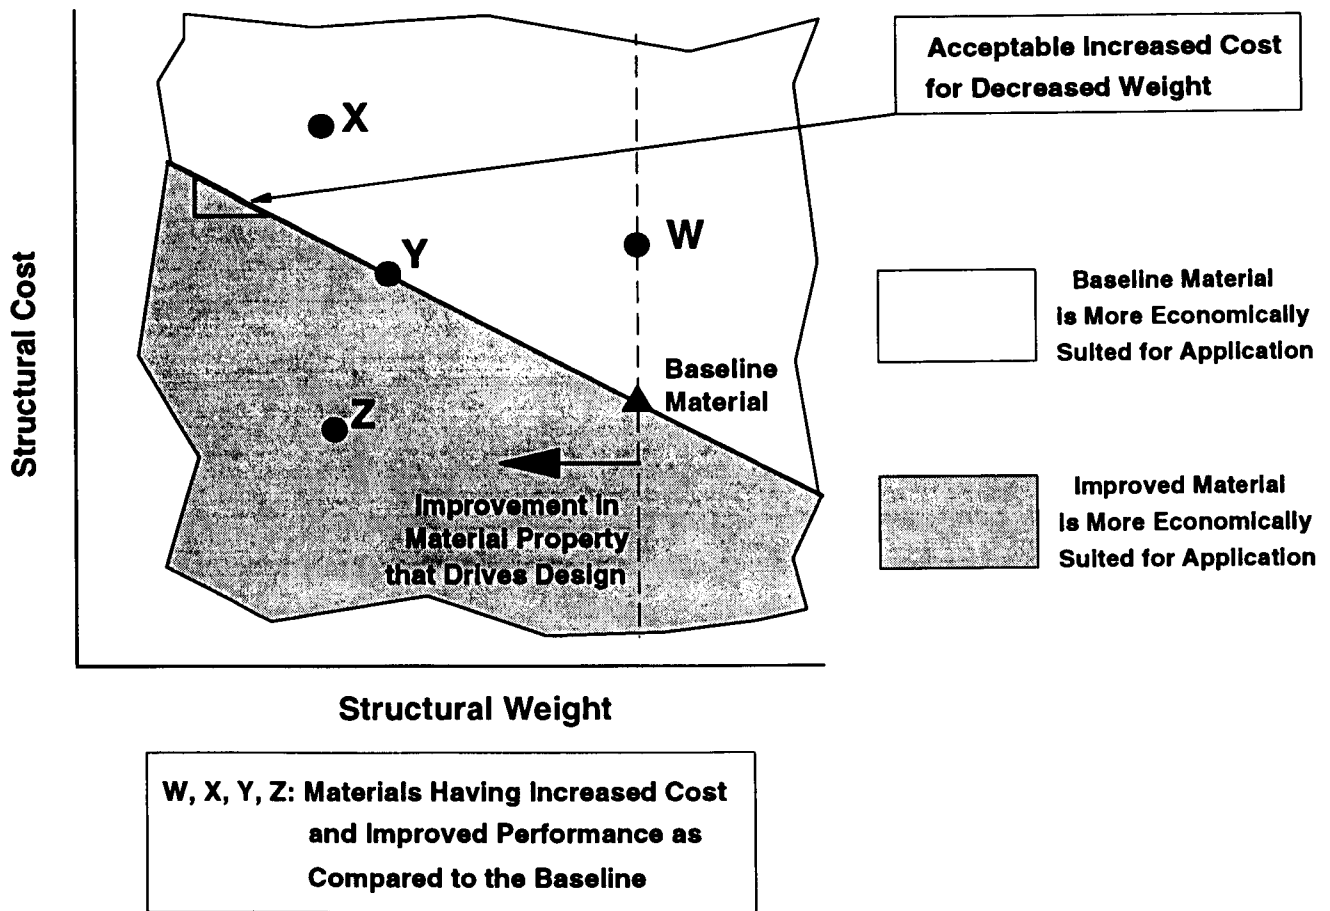 Acceptable Increased Cost
for Decreased Weight
X
W
Y
Z
Structural Cost
Baseline
Material
Improvement in
Material Property
that Drives Design
Baseline Material
is More Economically
Suited for Application
Improved Material
is More Economically
Suited for Application
Structural Weight
W, X, Y, Z: Materials Having Increased Cost
and Improved Performance as
Compared to the Baseline